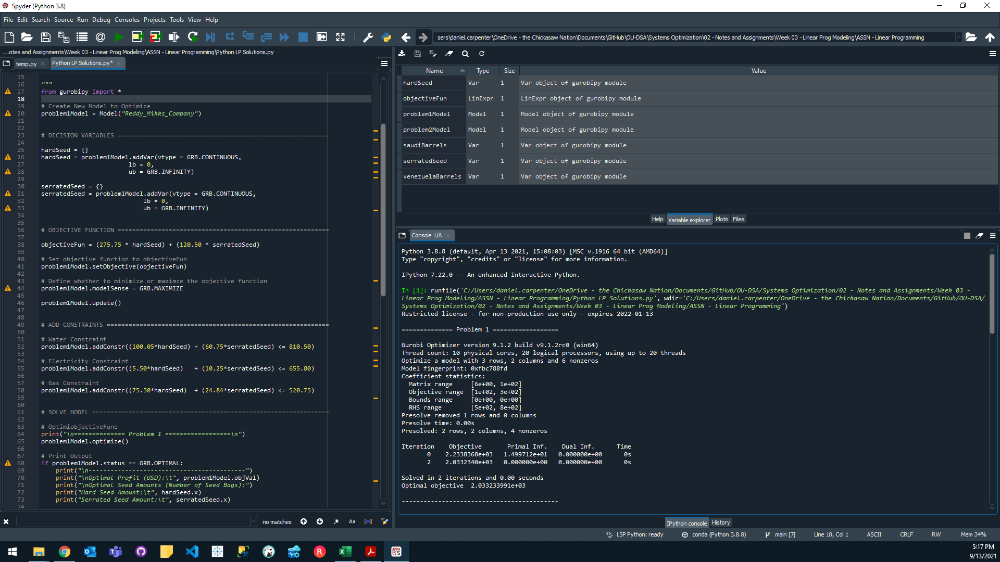 Spyder (Python 3.8)
File Edit Search Source Run Debug Consoles Projects Tools View Help
sers\daniel.carpenter\OneDrive - the Chickasaw Nation\Documents\GitHub\OU-DSA\Systems Optimization\02 - Notes and Assignments\Week 03 - Linear Prog Modeling\ASSN - Linear Programming
...otes and Assignments\Week 03 - Linear Prog Modeling\ASSN - Linear Programming\Python LP Solutions.py
temp.py
Python LP Solutions.py*
15
16 """
17 from gurobipy import *
18
19 # Create New Model to Optimize
20 problem1Model = Model("Reddy_Mikks_Company")
21
22
23 # DECISION VARIABLES ==========================================================
24
25 hardSeed = {}
26 hardSeed = problem1Model.addVar(vtype = GRB.CONTINUOUS,
27 lb = 0,
28 ub = GRB.INFINITY)
29
30 serratedSeed = {}
31 serratedSeed = problem1Model.addVar(vtype = GRB.CONTINUOUS,
32 lb = 0,
33 ub = GRB.INFINITY)
34
35
36 # OBJECTIVE FUNCTION ==========================================================
37
38 objectiveFun = (275.75 * hardSeed) + (120.50 * serratedSeed)
39
40 # Set objective function to objectiveFun
41 problem1Model.setObjective(objectiveFun)
42
43 # Define whether to minimize or maximze the objective function
44 problem1Model.modelSense = GRB.MAXIMIZE
45
46 problem1Model.update()
47
48
49 # ADD CONSTRAINTS =============================================================
50
51 # Water Constraint
52 problem1Model.addConstr((100.05*hardSeed) + (60.75*serratedSeed) <= 810.50)
53
54 # Electricity Constraint
55 problem1Model.addConstr((5.50*hardSeed) + (10.25*serratedSeed) <= 655.80)
56
57 # Gas Constraint
58 problem1Model.addConstr((75.30*hardSeed) + (24.84*serratedSeed) <= 520.75)
59
60
61 # SOLVE MODEL =================================================================
62
63 # OptimiobjectiveFune
64 print("\n============== Problem 1 ==================\n")
65 problem1Model.optimize()
66
67 # Print Output
68 if problem1Model.status == GRB.OPTIMAL:
69 print("\n-------------------------------------------")
70 print("\nOptimal Profit (USD):\t", problem1Model.objVal)
71 print("\nOptimal Seed Amounts (Number of Seed Bags):")
72 print("Hard Seed Amount:\t", hardSeed.x)
73 print("Serrated Seed Amount:\t", serratedSeed.x)
74
no matches
Aa
Name Type Size Value
hardSeed Var 1 Var object of gurobipy module
objectiveFun LinExpr 1 LinExpr object of gurobipy module
problem1Model Model 1 Model object of gurobipy module
problem2Model Model 1 Model object of gurobipy module
saudiBarrels Var 1 Var object of gurobipy module
serratedSeed Var 1 Var object of gurobipy module
venezuelaBarrels Var 1 Var object of gurobipy module
Help Variable explorer Plots Files
Console 1/A
Python 3.8.8 (default, Apr 13 2021, 15:08:03) [MSC v.1916 64 bit (AMD64)]
Type "copyright", "credits" or "license" for more information.
IPython 7.22.0 -- An enhanced Interactive Python.
In [1]: runfile('C:/Users/daniel.carpenter/OneDrive - the Chickasaw Nation/Documents/GitHub/OU-DSA/Systems Optimization/02 - Notes and Assignments/Week 03 -
Linear Prog Modeling/ASSN - Linear Programming/Python LP Solutions.py', wdir='C:/Users/daniel.carpenter/OneDrive - the Chickasaw Nation/Documents/GitHub/OU-DSA/
Systems Optimization/02 - Notes and Assignments/Week 03 - Linear Prog Modeling/ASSN - Linear Programming')
Restricted license - for non-production use only - expires 2022-01-13
============== Problem 1 ==================
Gurobi Optimizer version 9.1.2 build v9.1.2rc0 (win64)
Thread count: 10 physical cores, 20 logical processors, using up to 20 threads
Optimize a model with 3 rows, 2 columns and 6 nonzeros
Model fingerprint: 0xfbc788fd
Coefficient statistics:
Matrix range [6e+00, 1e+02]
Objective range [1e+02, 3e+02]
Bounds range [0e+00, 0e+00]
RHS range [5e+02, 8e+02]
Presolve removed 1 rows and 0 columns
Presolve time: 0.00s
Presolved: 2 rows, 2 columns, 4 nonzeros
Iteration Objective Primal Inf. Dual Inf. Time
0 2.2338368e+03 1.499712e+01 0.000000e+00 0s
2 2.0332340e+03 0.000000e+00 0.000000e+00 0s
Solved in 2 iterations and 0.00 seconds
Optimal objective 2.033233991e+03
-------------------------------------------
IPython console History
LSP Python: ready conda (Python 3.8.8) main [7] Line 18, Col 1 ASCII CRLF RW Mem 34%
5:17 PM
9/13/2021